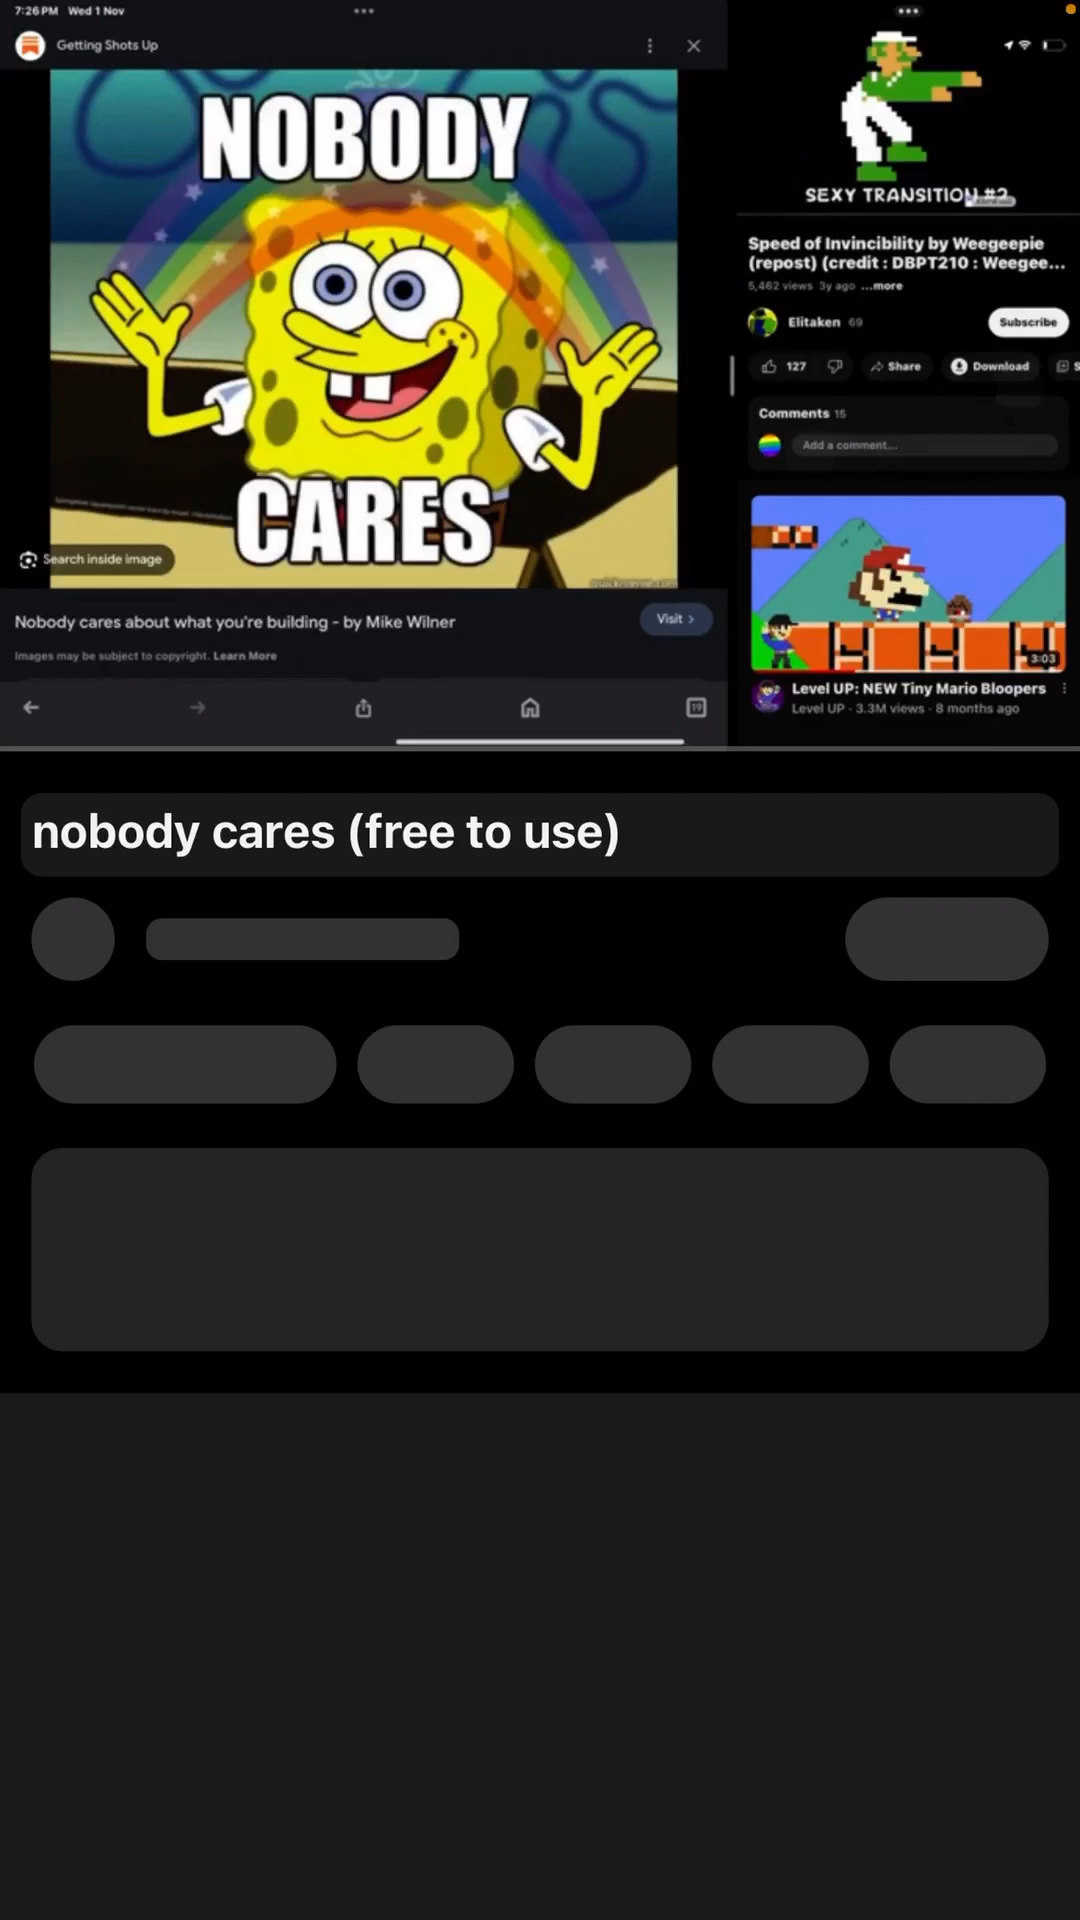 7:26 PM Wed 1 Nov
Getting Shots Up
NOBODY
CARES
Search inside image
quickmeme.com
Nobody cares about what you're building - by Mike Wilner
Visit
Images may be subject to copyright. Learn More
19
SEXY TRANSITION #2
Speed of Invincibility by Weegeepie
(repost) (credit : DBPT210 : Weegee...
5,462 views 3y ago ...more
Elitaken 69
Subscribe
127
Share
Download
S
Comments 15
Add a comment...
3:03
Level UP: NEW Tiny Mario Bloopers
Level UP · 3.3M views · 8 months ago
nobody cares (free to use)